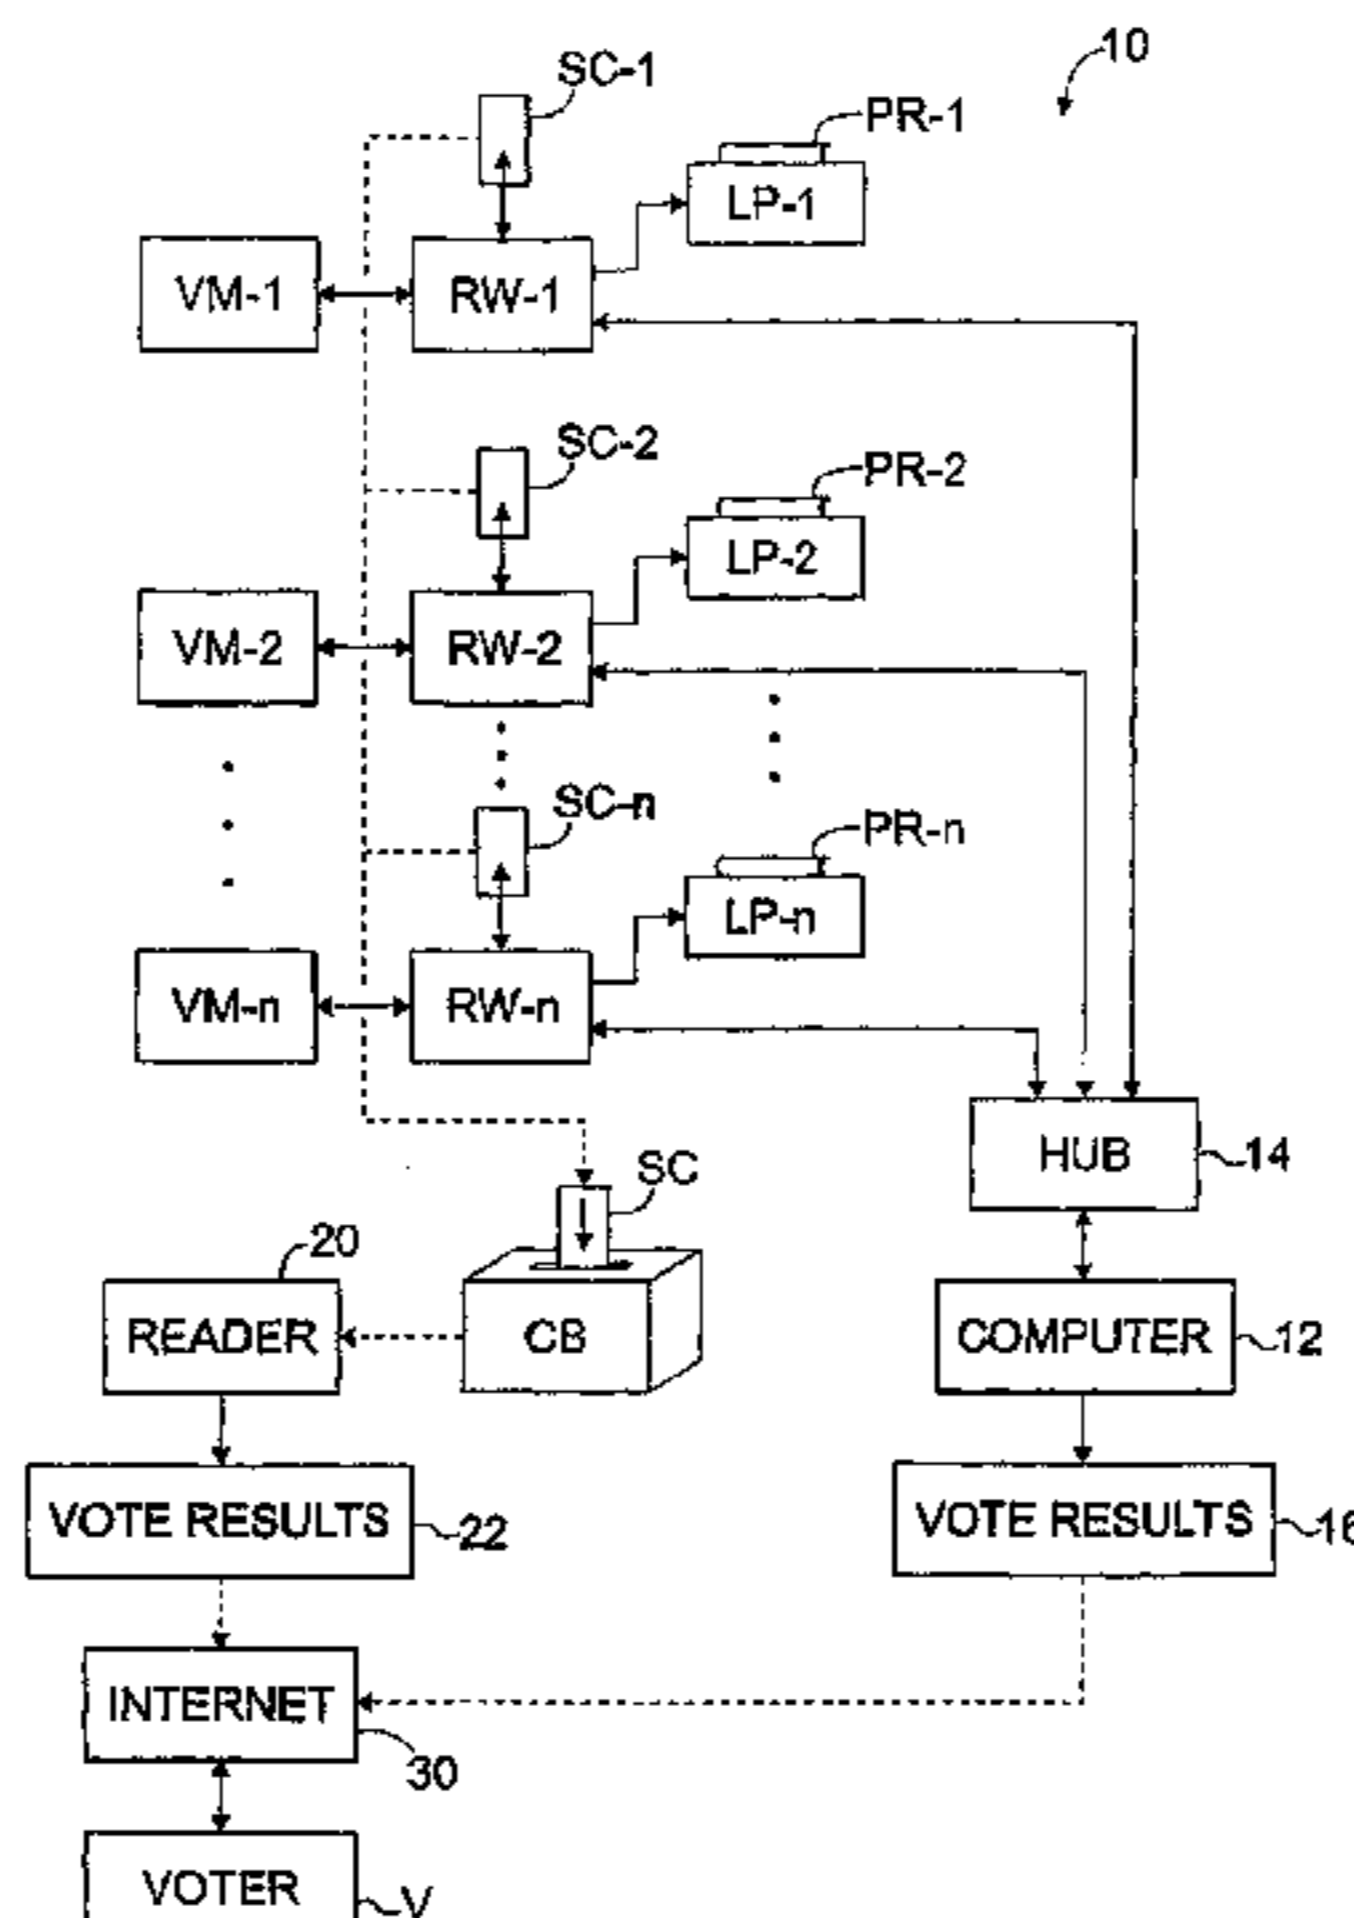 10
SC-1
PR-1
LP-1
VM-1
RW-1
SC-2
PR-2
LP-2
VM-2
RW-2
SC-n
PR-n
LP-n
VM-n
RW-n
HUB
14
SC
20
READER
CB
COMPUTER
12
VOTE RESULTS
22
VOTE RESULTS
16
INTERNET
30
VOTER
V